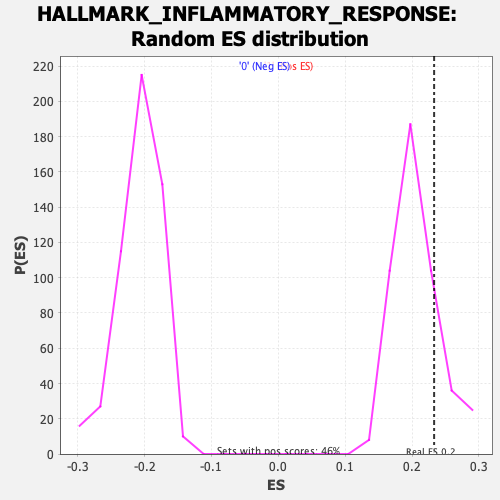 HALLMARK_INFLAMMATORY_RESPONSE:
Random ES distribution
'0' (Neg ES) s ES)
220
200
180
160
140
120
100
80
60
40
20
0
P(ES)
Sets with pos scores: 46%
Real ES 0.2
-0.3 -0.2 -0.1 0.0 0.1 0.2 0.3
ES